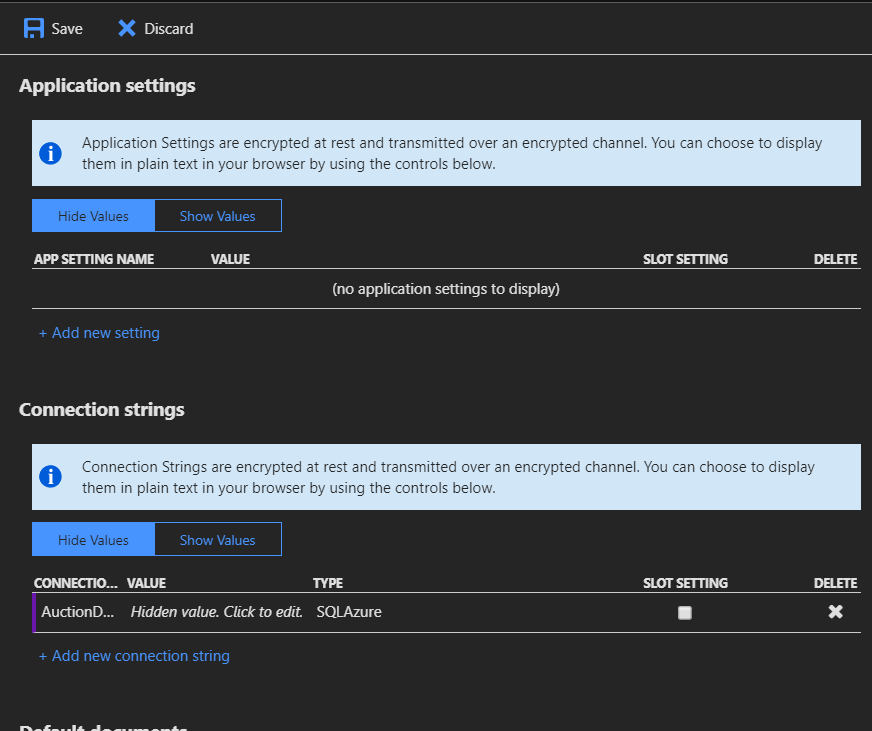 Save Discard
Application settings
Application Settings are encrypted at rest and transmitted over an encrypted channel. You can choose to display
them in plain text in your browser by using the controls below.
Hide Values Show Values
APP SETTING NAME VALUE SLOT SETTING DELETE
(no application settings to display)
+ Add new setting
Connection strings
Connection Strings are encrypted at rest and transmitted over an encrypted channel. You can choose to display
them in plain text in your browser by using the controls below.
Hide Values Show Values
CONNECTIO... VALUE TYPE SLOT SETTING DELETE
AuctionD... Hidden value. Click to edit. SQLAzure
+ Add new connection string
Default documents